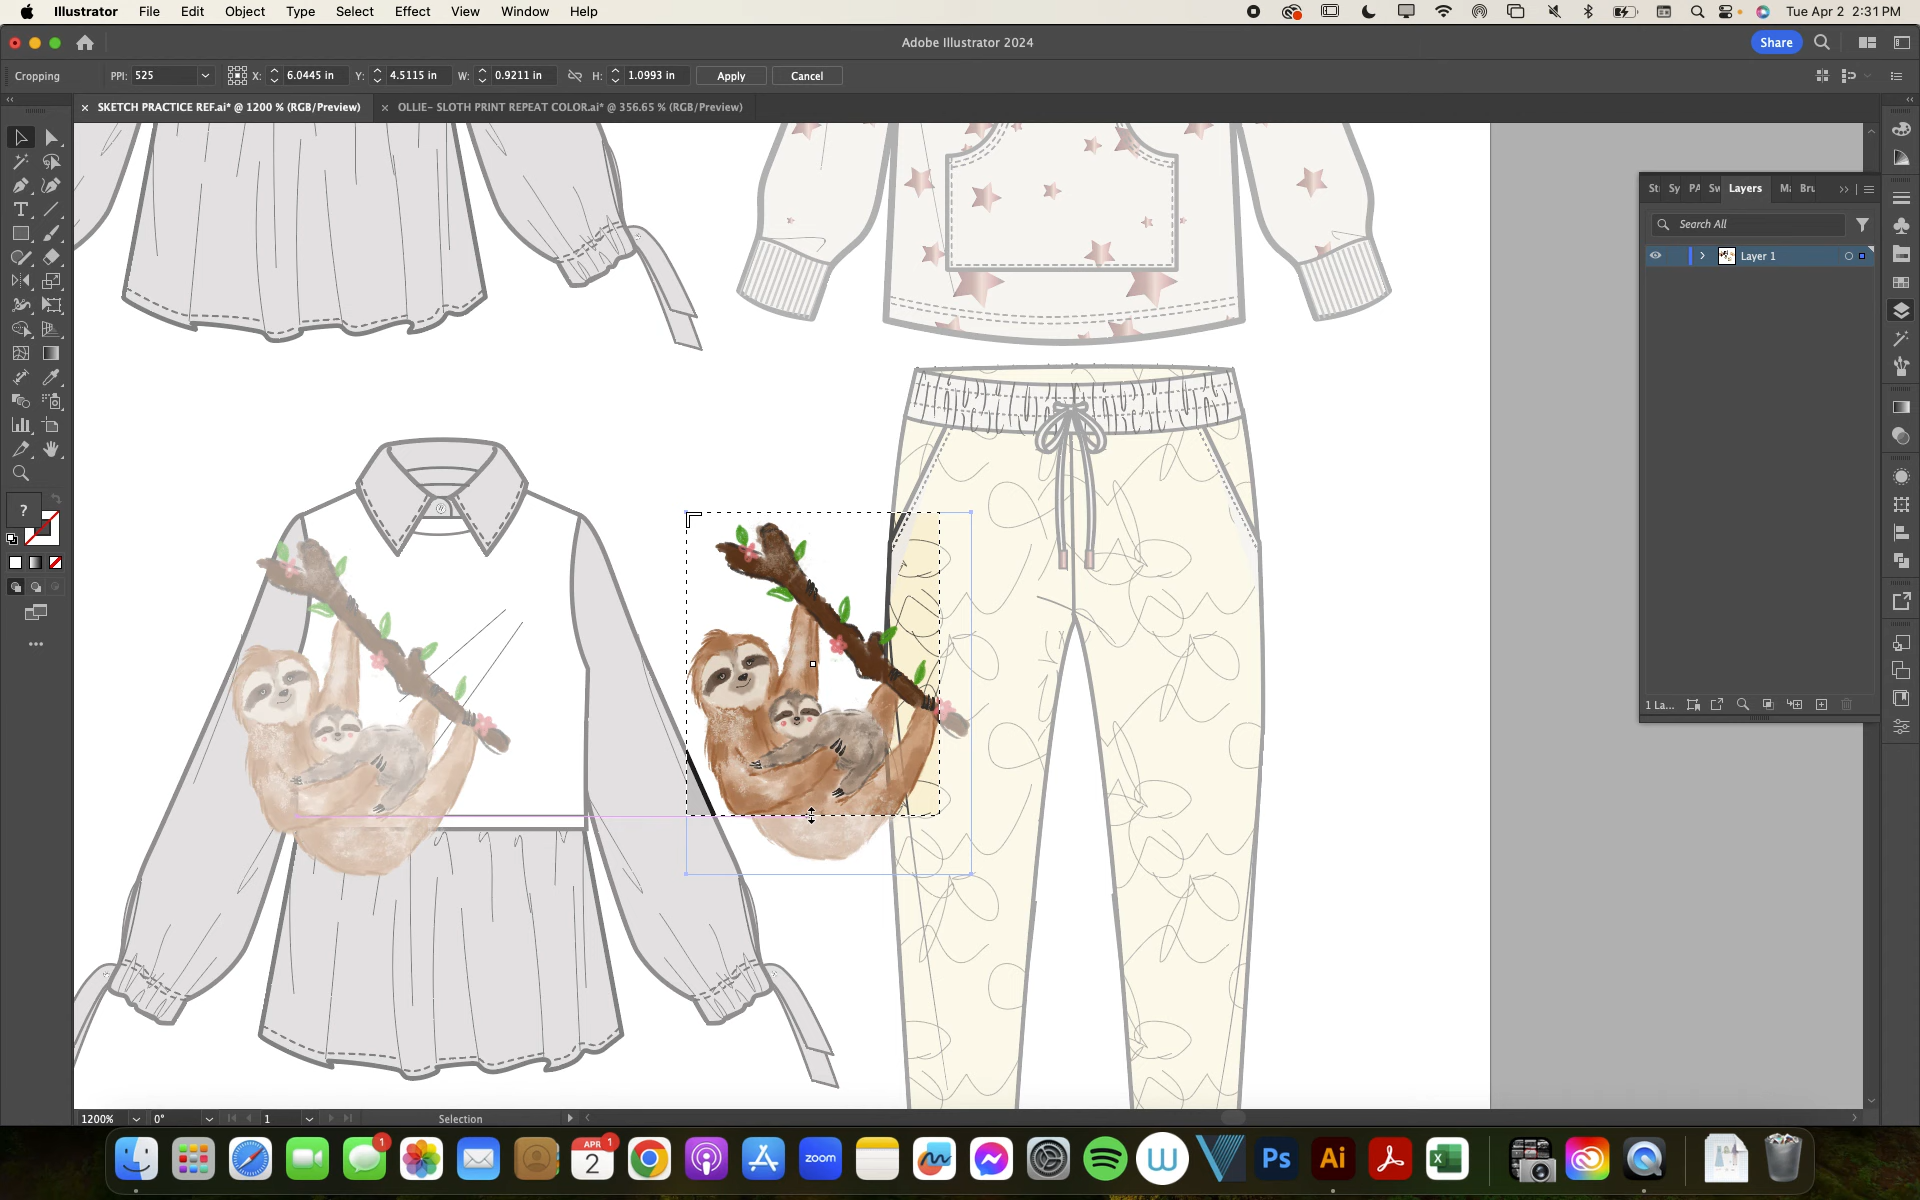 Illustrator File Edit Object Type Select Effect View Window Help Tue Apr 2 2:31 PM
Adobe Illustrator 2024 Share
Cropping PPI: 525 X: 6.0445 in Y: 4.5115 in W: 0.9211 in H: 1.0993 in Apply Cancel
× SKETCH PRACTICE REF.ai* @ 1200 % (RGB/Preview) × OLLIE- SLOTH PRINT REPEAT COLOR.ai* @ 356.65 % (RGB/Preview)
St Sy PA Sw Layers Ma Bru
Search All
Layer 1
?
1 La...
1200% 0° 1 Selection
1
APR 1
2
zoom
Ps
Ai